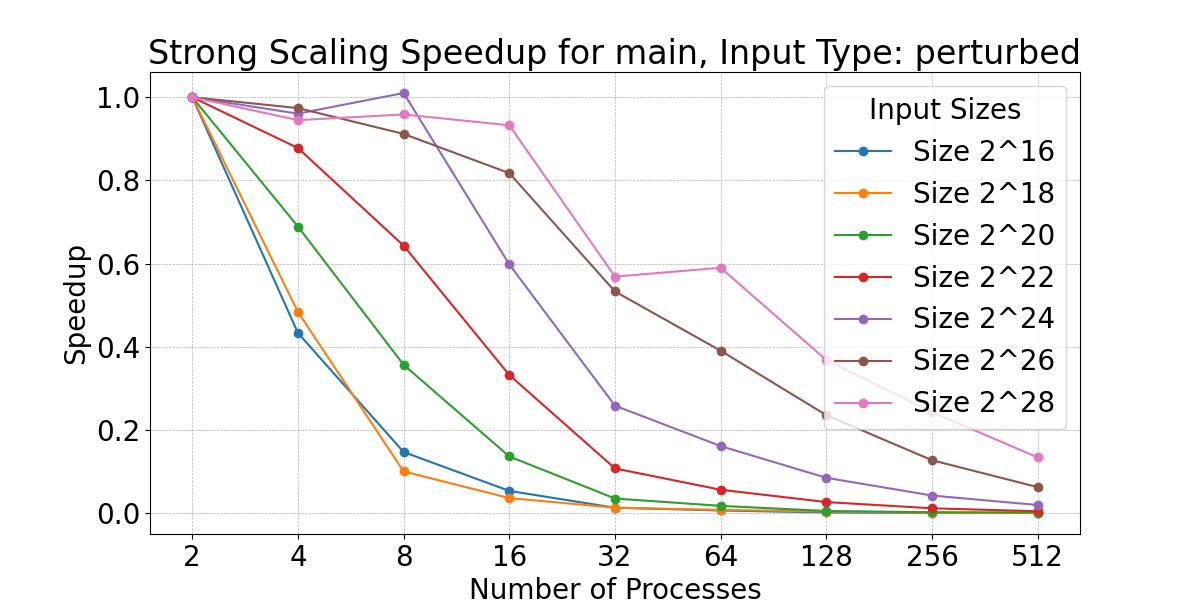 Strong Scaling Speedup for main, Input Type: perturbed
Speedup
1.0
0.8
0.6
0.4
0.2
0.0
2 4 8 16 32 64 128 256 512
Number of Processes
Input Sizes
Size 2^16
Size 2^18
Size 2^20
Size 2^22
Size 2^24
Size 2^26
Size 2^28